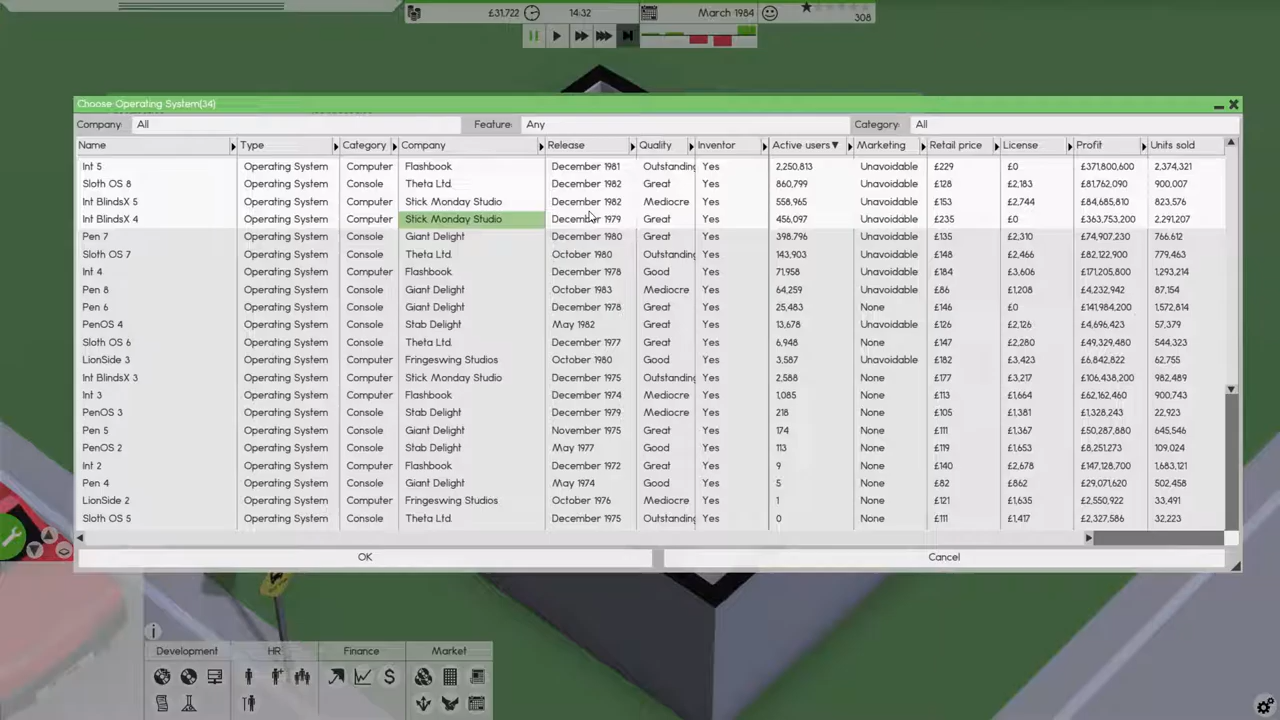 £31,722 14:32 March 1984 308
Choose Operating System(34)
Company: All Feature: Any Category: All
Name Type Category Company Release Quality Inventor Active users▼ Marketing Retail price License Profit Units sold
Int 5 Operating System Computer Flashbook December 1981 Outstanding Yes 2,250,813 Unavoidable £229 £0 £371,800,600 2,374,321
Sloth OS 8 Operating System Console Theta Ltd. December 1982 Great Yes 860,799 Unavoidable £128 £2,183 £81,762,090 900,007
Int BlindsX 5 Operating System Computer Stick Monday Studio December 1982 Mediocre Yes 558,965 Unavoidable £153 £2,744 £84,685,810 823,576
Int BlindsX 4 Operating System Computer Stick Monday Studio December 1979 Great Yes 456,097 Unavoidable £235 £0 £363,753,200 2,291,207
Pen 7 Operating System Console Giant Delight December 1980 Great Yes 398,796 Unavoidable £135 £2,310 £74,907,230 766,612
Sloth OS 7 Operating System Console Theta Ltd. October 1980 Outstanding Yes 143,903 Unavoidable £148 £2,466 £82,122,900 779,463
Int 4 Operating System Computer Flashbook December 1978 Good Yes 71,958 Unavoidable £184 £3,606 £171,205,800 1,293,214
Pen 8 Operating System Console Giant Delight October 1983 Mediocre Yes 64,259 Unavoidable £86 £1,208 £4,232,942 87,154
Pen 6 Operating System Console Giant Delight December 1978 Great Yes 25,483 None £146 £0 £141,984,200 1,572,814
PenOS 4 Operating System Console Stab Delight May 1982 Great Yes 13,678 Unavoidable £126 £2,126 £4,696,423 57,379
Sloth OS 6 Operating System Console Theta Ltd. December 1977 Great Yes 6,948 None £147 £2,280 £49,329,480 544,323
LionSide 3 Operating System Computer Fringeswing Studios October 1980 Good Yes 3,587 Unavoidable £182 £3,423 £6,842,822 62,755
Int BlindsX 3 Operating System Computer Stick Monday Studio December 1975 Outstanding Yes 2,588 None £177 £3,217 £106,438,200 982,489
Int 3 Operating System Computer Flashbook December 1974 Mediocre Yes 1,085 None £113 £1,664 £62,162,460 900,743
PenOS 3 Operating System Console Stab Delight December 1979 Mediocre Yes 218 None £105 £1,381 £1,328,243 22,923
Pen 5 Operating System Console Giant Delight November 1975 Great Yes 174 None £111 £1,367 £50,287,880 645,546
PenOS 2 Operating System Console Stab Delight May 1977 Good Yes 113 None £119 £1,653 £8,251,273 109,024
Int 2 Operating System Computer Flashbook December 1972 Great Yes 9 None £140 £2,678 £147,128,700 1,683,121
Pen 4 Operating System Console Giant Delight May 1974 Good Yes 5 None £82 £862 £29,071,620 502,458
LionSide 2 Operating System Computer Fringeswing Studios October 1976 Mediocre Yes 1 None £121 £1,635 £2,550,922 33,491
Sloth OS 5 Operating System Console Theta Ltd. December 1975 Outstanding Yes 0 None £111 £1,417 £2,327,586 32,223
OK Cancel
Development HR Finance Market